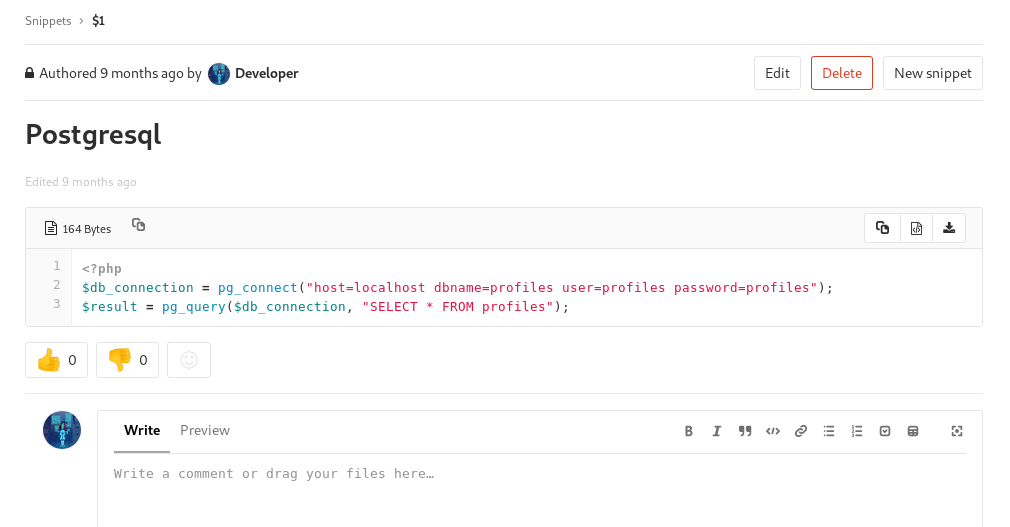 Snippets › $1
Authored 9 months ago by Developer
Edit
Delete
New snippet
Postgresql
Edited 9 months ago
164 Bytes
1 <?php
2 $db_connection = pg_connect("host=localhost dbname=profiles user=profiles password=profiles");
3 $result = pg_query($db_connection, "SELECT * FROM profiles");
0
0
Write
Preview
Write a comment or drag your files here…